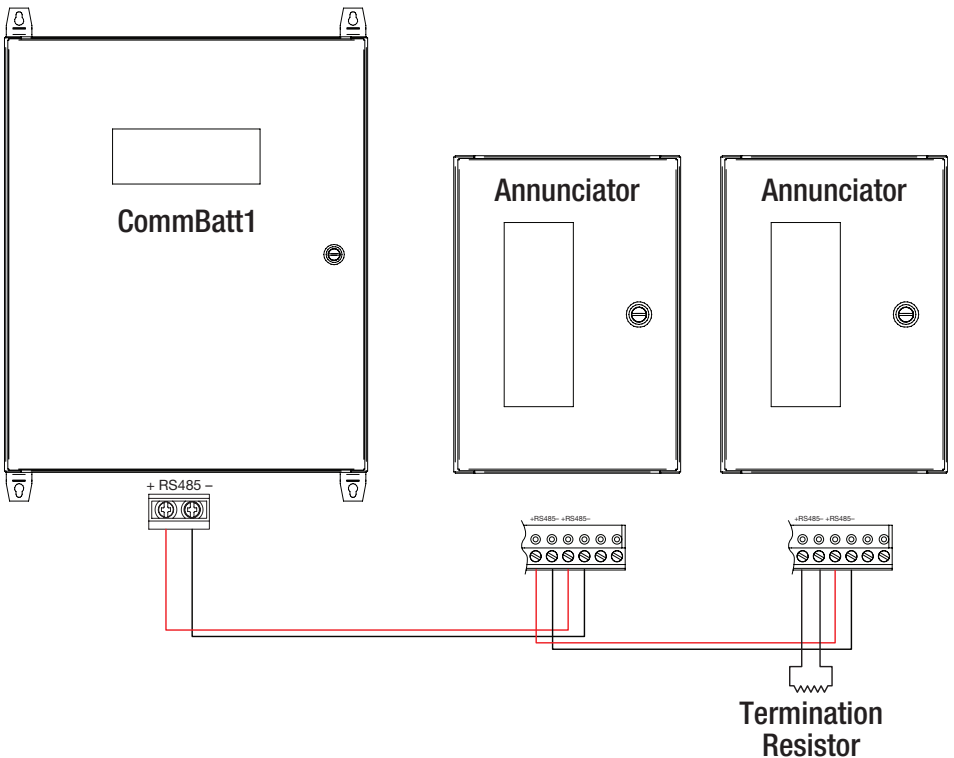 CommBatt1
Annunciator
Annunciator
+ RS485 –
+RS485– +RS485–
+RS485– +RS485–
Termination
Resistor